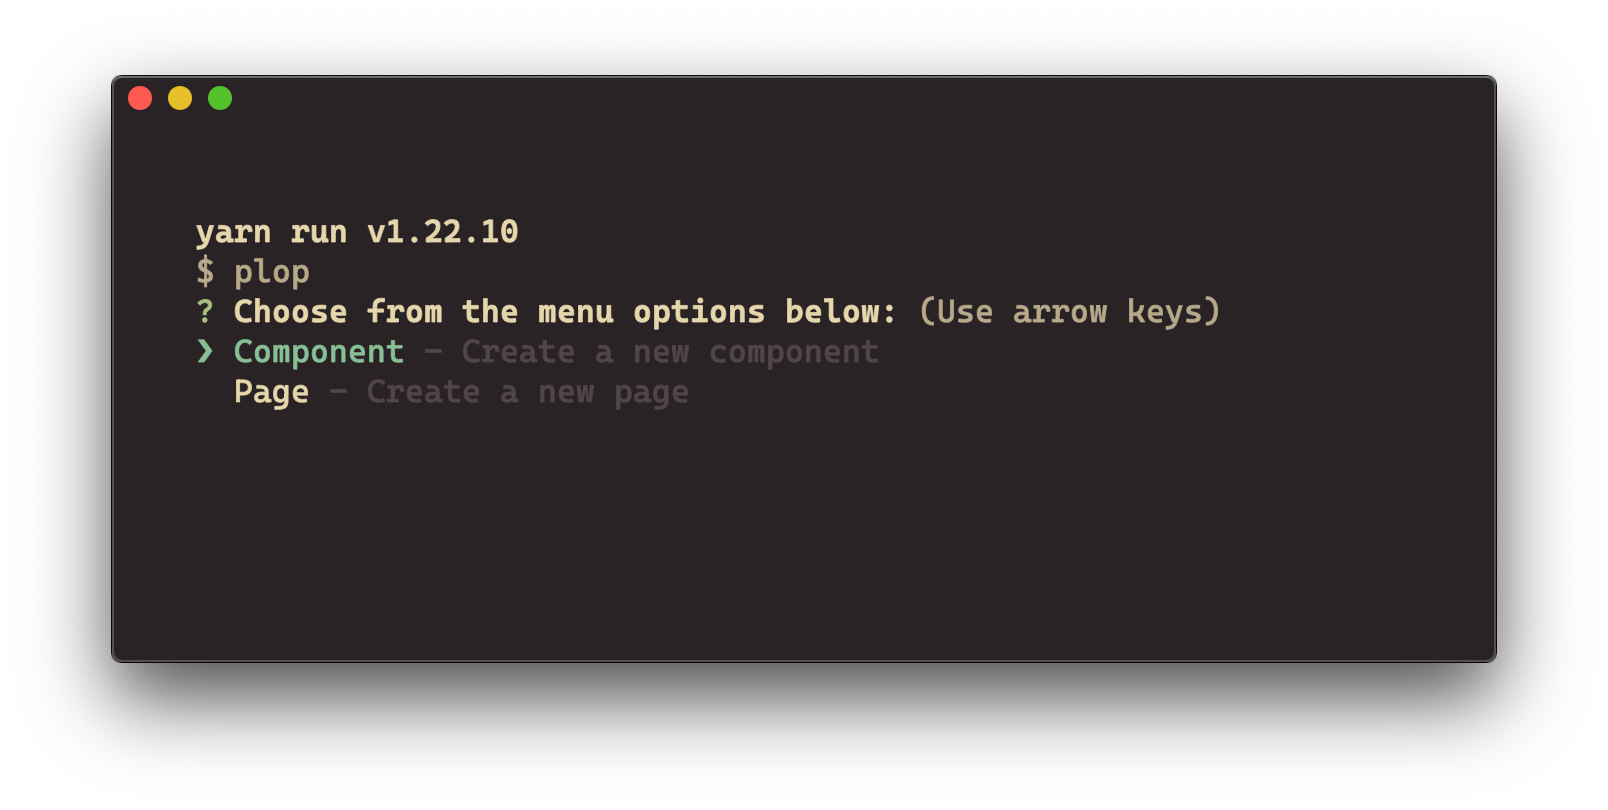 yarn run v1.22.10
$ plop
? Choose from the menu options below: (Use arrow keys)
❯ Component - Create a new component
  Page - Create a new page